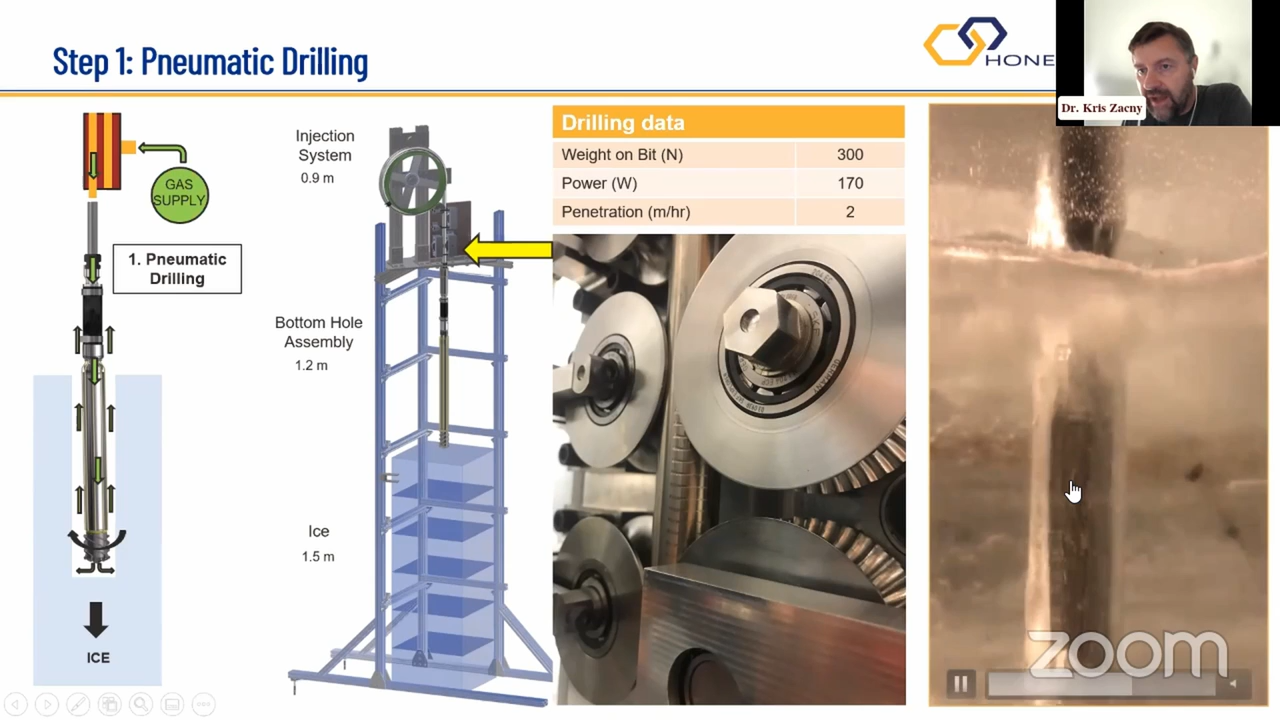 Step 1: Pneumatic Drilling
HONE
Dr. Kris Zacny
GAS
SUPPLY
1. Pneumatic
Drilling
ICE
Injection
System
0.9 m
Bottom Hole
Assembly
1.2 m
Ice
1.5 m
Drilling data
Weight on Bit (N) 300
Power (W) 170
Penetration (m/hr) 2
zoom